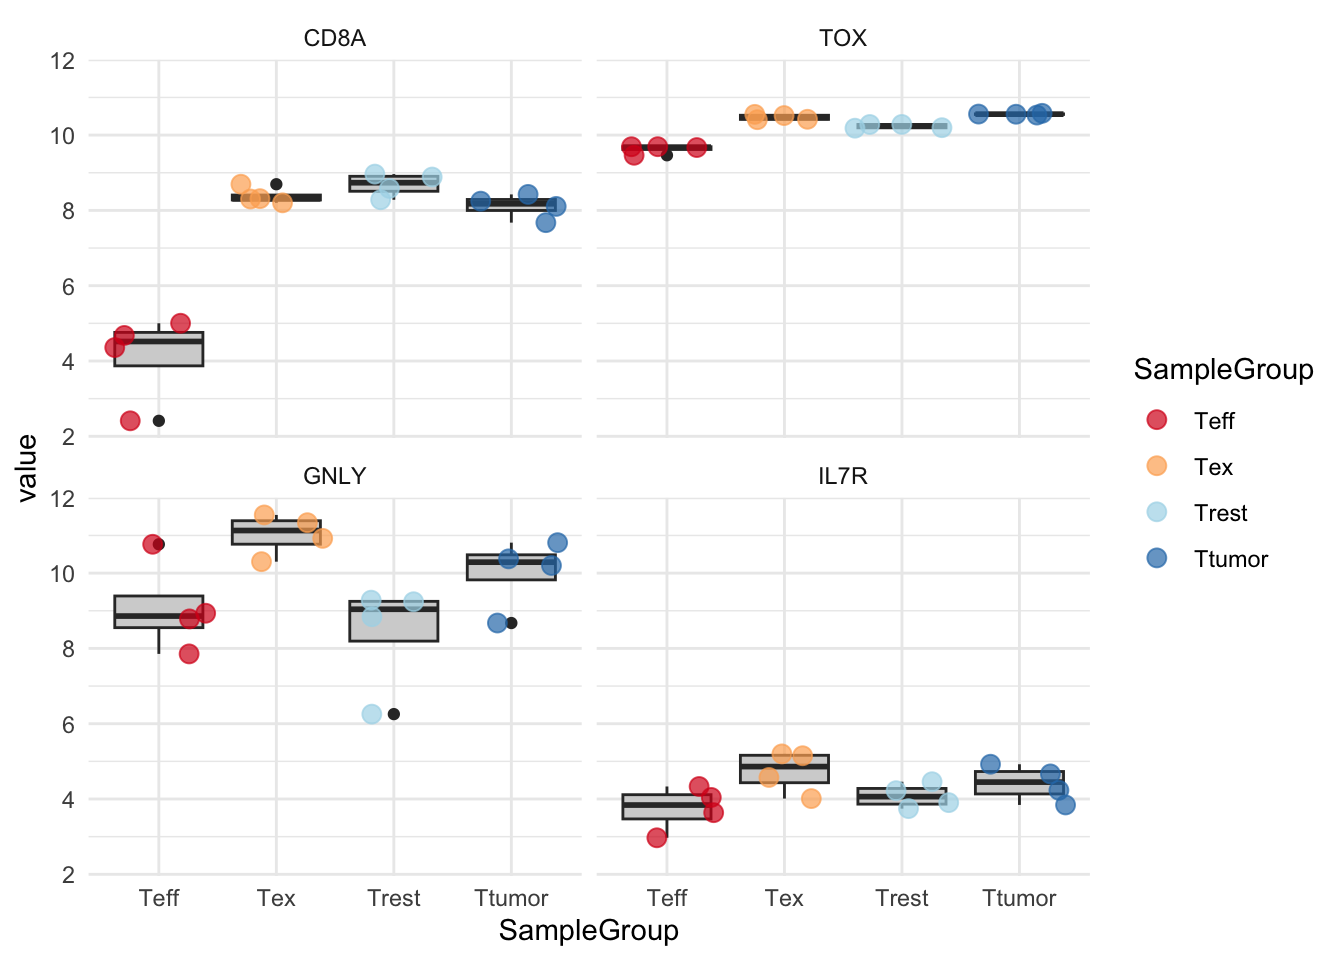 CD8A
TOX
12
10
8
6
4
2
value
GNLY
IL7R
12
10
8
6
4
2
Teff Tex Trest Ttumor
Teff Tex Trest Ttumor
SampleGroup
SampleGroup
Teff
Tex
Trest
Ttumor